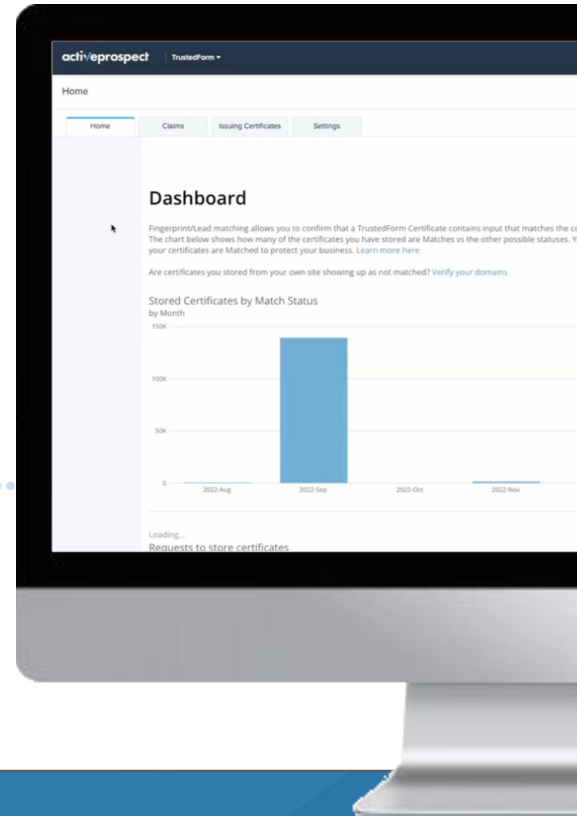 activeprospect TrustedForm
Home
Home Claims Issuing Certificates Settings
Dashboard
Fingerprint/Lead matching allows you to confirm that a TrustedForm Certificate contains input that matches the co
The chart below shows how many of the certificates you have stored are Matches vs the other possible statuses. Y
your certificates are Matched to protect your business. Learn more here
Are certificates you stored from your own site showing up as not matched? Verify your domains
Stored Certificates by Match Status
by Month
150K
100K
50K
0
2022-Aug 2022-Sep 2022-Oct 2022-Nov
Loading...
Requests to store certificates